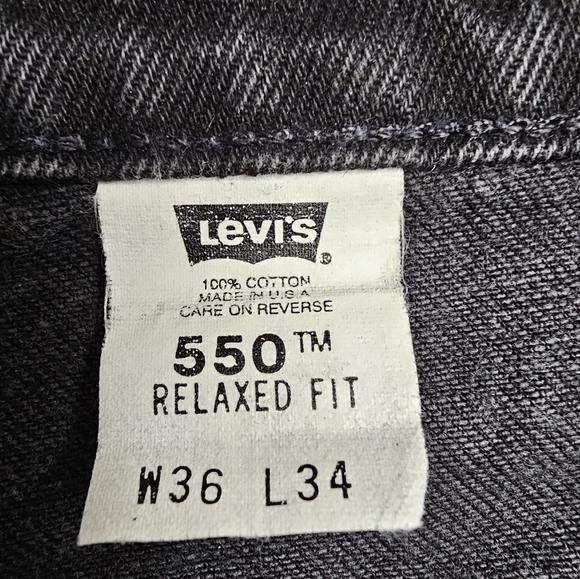 Levi's ®
100% COTTON
MADE IN U.S.A
CARE ON REVERSE
550™
RELAXED FIT
W36 L34